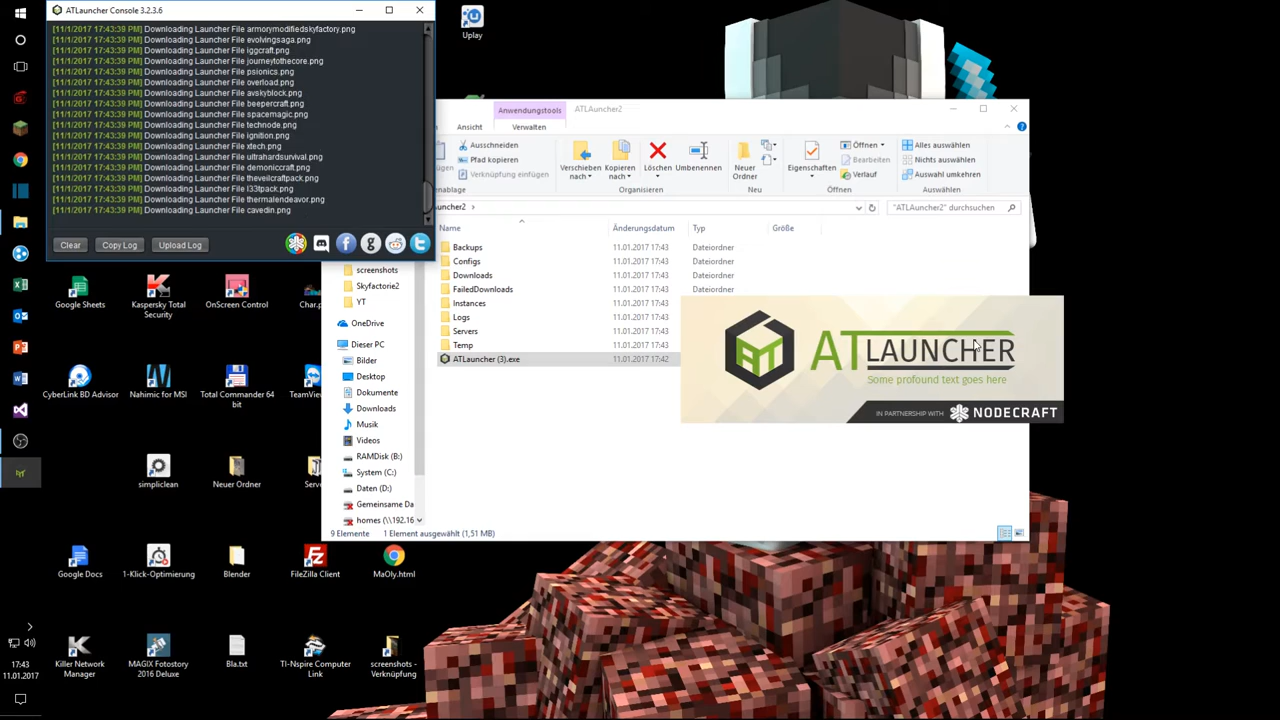 ATLauncher Console 3.2.3.6
[11/1/2017 17:43:39 PM] Downloading Launcher File armorymodifiedskyfactory.png
[11/1/2017 17:43:39 PM] Downloading Launcher File evolvingsaga.png
[11/1/2017 17:43:39 PM] Downloading Launcher File iggcraft.png
[11/1/2017 17:43:39 PM] Downloading Launcher File journeytothecore.png
[11/1/2017 17:43:39 PM] Downloading Launcher File psionics.png
[11/1/2017 17:43:39 PM] Downloading Launcher File overload.png
[11/1/2017 17:43:39 PM] Downloading Launcher File avskyblock.png
[11/1/2017 17:43:39 PM] Downloading Launcher File beepercraft.png
[11/1/2017 17:43:39 PM] Downloading Launcher File spacemagic.png
[11/1/2017 17:43:39 PM] Downloading Launcher File technode.png
[11/1/2017 17:43:39 PM] Downloading Launcher File ignition.png
[11/1/2017 17:43:39 PM] Downloading Launcher File xtech.png
[11/1/2017 17:43:39 PM] Downloading Launcher File ultrahardsurvival.png
[11/1/2017 17:43:39 PM] Downloading Launcher File demoniccraft.png
[11/1/2017 17:43:39 PM] Downloading Launcher File theveilcraftpack.png
[11/1/2017 17:43:39 PM] Downloading Launcher File l33tpack.png
[11/1/2017 17:43:39 PM] Downloading Launcher File thermalendeavor.png
[11/1/2017 17:43:39 PM] Downloading Launcher File cavedin.png
Clear Copy Log Upload Log
Uplay
Anwendungstools ATLAuncher2
Ansicht Verwalten
Ausschneiden
Pfad kopieren
Verknüpfung einfügen
Verschieben nach
Kopieren nach
Löschen
Umbenennen
Neuer Ordner
Eigenschaften
Öffnen
Bearbeiten
Verlauf
Alles auswählen
Nichts auswählen
Auswahl umkehren
Organisieren Neu Öffnen Auswählen
"ATLauncher2" durchsuchen
Name Änderungsdatum Typ Größe
Backups 11.01.2017 17:43 Dateiordner
Configs 11.01.2017 17:43 Dateiordner
Downloads 11.01.2017 17:43 Dateiordner
FailedDownloads 11.01.2017 17:43 Dateiordner
Instances 11.01.2017 17:43
Logs 11.01.2017 17:43
Servers 11.01.2017 17:43
Temp 11.01.2017 17:43
ATLauncher (3).exe 11.01.2017 17:42
screenshots
Skyfactorie2
YT
OneDrive
Dieser PC
Bilder
Desktop
Dokumente
Downloads
Musik
Videos
RAMDisk (B:)
System (C:)
Daten (D:)
Gemeinsame Da
homes (\\192.16
9 Elemente 1 Element ausgewählt (1,51 MB)
ATLAUNCHER
Some profound text goes here
IN PARTNERSHIP WITH NODECRAFT
Google Sheets
Kaspersky Total Security
OnScreen Control
Char.p
CyberLink BD Advisor
Nahimic for MSI
Total Commander 64 bit
TeamView
simpliclean
Neuer Ordner
Serve
Google Docs
1-Klick-Optimierung
Blender
FileZilla Client
MaOly.html
Killer Network Manager
MAGIX Fotostory 2016 Deluxe
Bla.txt
TI-Nspire Computer Link
screenshots - Verknüpfung
17:43
11.01.2017